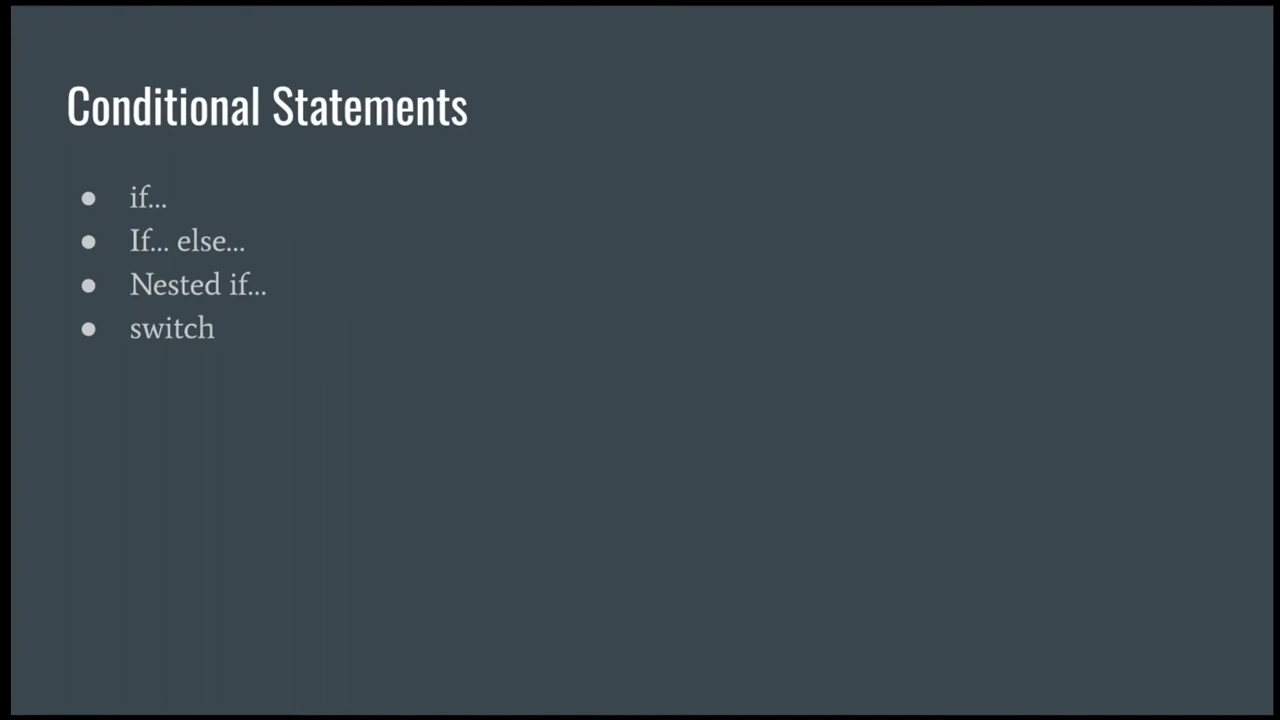 Conditional Statements
● if...
● If... else...
● Nested if...
● switch